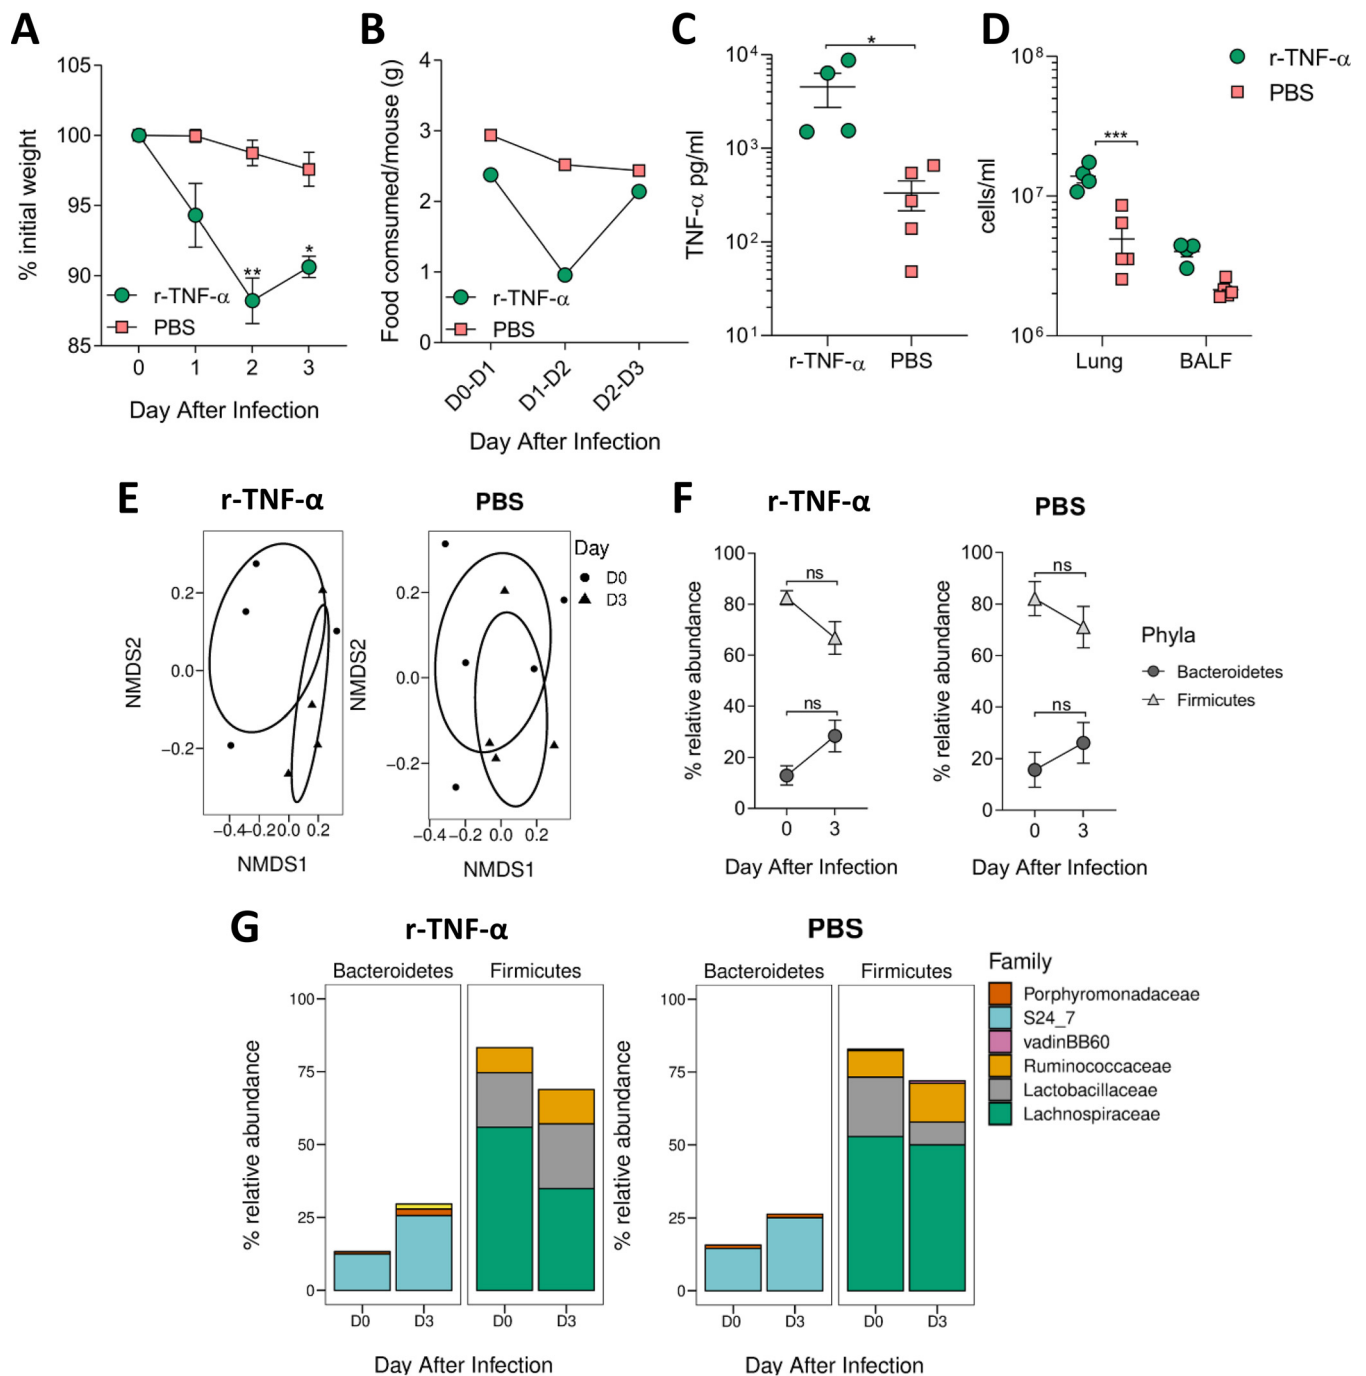 A
105
100
95
90
85
% initial weight
**
*
r-TNF-α
PBS
0 1 2 3
Day After Infection
B
4
3
2
1
0
Food comsumed/mouse (g)
r-TNF-α
PBS
D0-D1 D1-D2 D2-D3
Day After Infection
C
*
10⁴
10³
10²
10¹
TNF-α pg/ml
r-TNF-α PBS
D
10⁸
10⁷
10⁶
cells/ml
***
Lung BALF
r-TNF-α
PBS
E
r-TNF-α
0.2
0.0
−0.2
NMDS2
−0.4 −0.2 0.0 0.2
NMDS1
PBS
0.2
0.0
−0.2
NMDS2
−0.4 −0.2 0.0 0.2
NMDS1
Day
D0
D3
F
r-TNF-α
100
80
60
40
20
0
% relative abundance
ns
ns
0 3
Day After Infection
PBS
100
80
60
40
20
0
% relative abundance
ns
ns
0 3
Day After Infection
Phyla
Bacteroidetes
Firmicutes
G
r-TNF-α
Bacteroidetes Firmicutes
100
75
50
25
0
% relative abundance
D0 D3 D0 D3
Day After Infection
PBS
Bacteroidetes Firmicutes
100
75
50
25
0
% relative abundance
D0 D3 D0 D3
Day After Infection
Family
Porphyromonadaceae
S24_7
vadinBB60
Ruminococcaceae
Lactobacillaceae
Lachnospiraceae